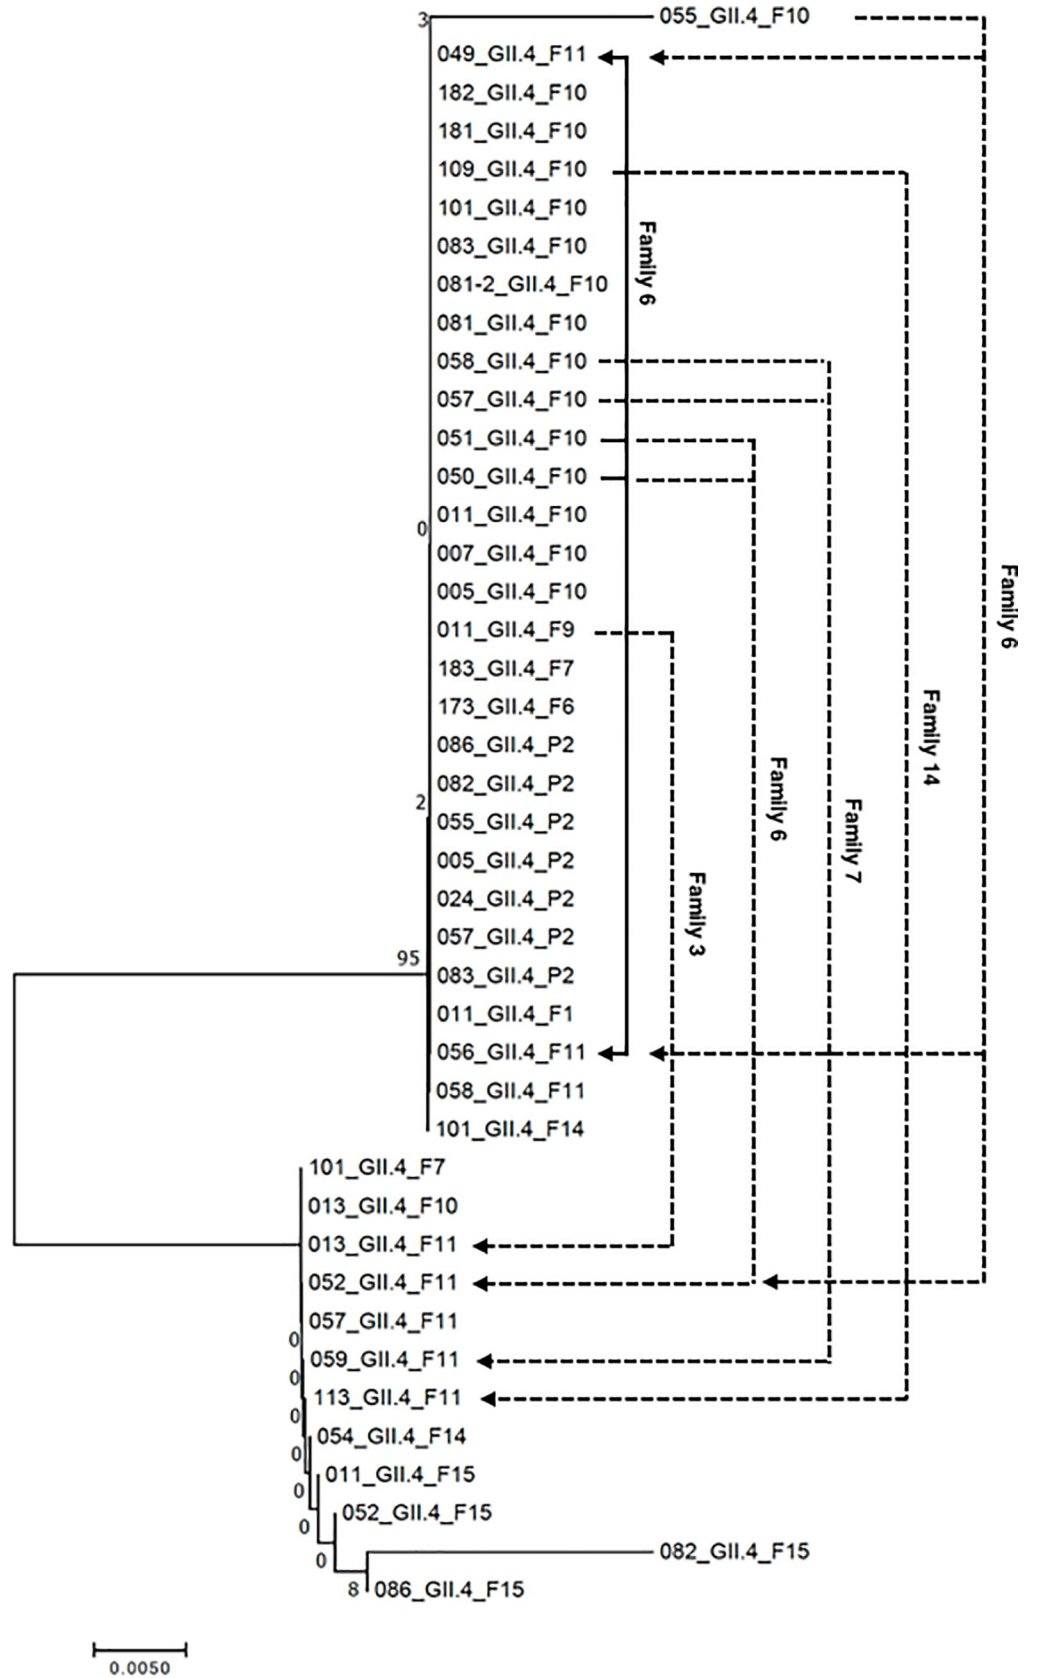 3
055_GII.4_F10
049_GII.4_F11
182_GII.4_F10
181_GII.4_F10
109_GII.4_F10
101_GII.4_F10
083_GII.4_F10
081-2_GII.4_F10
081_GII.4_F10
058_GII.4_F10
057_GII.4_F10
051_GII.4_F10
050_GII.4_F10
011_GII.4_F10
0
007_GII.4_F10
005_GII.4_F10
011_GII.4_F9
183_GII.4_F7
173_GII.4_F6
086_GII.4_P2
082_GII.4_P2
2
055_GII.4_P2
005_GII.4_P2
024_GII.4_P2
057_GII.4_P2
95
083_GII.4_P2
011_GII.4_F1
056_GII.4_F11
058_GII.4_F11
101_GII.4_F14
101_GII.4_F7
013_GII.4_F10
013_GII.4_F11
052_GII.4_F11
057_GII.4_F11
0
059_GII.4_F11
0
113_GII.4_F11
0
054_GII.4_F14
0
011_GII.4_F15
0
052_GII.4_F15
0
082_GII.4_F15
0
8
086_GII.4_F15
Family 6
Family 3
Family 6
Family 7
Family 14
Family 6
0.0050